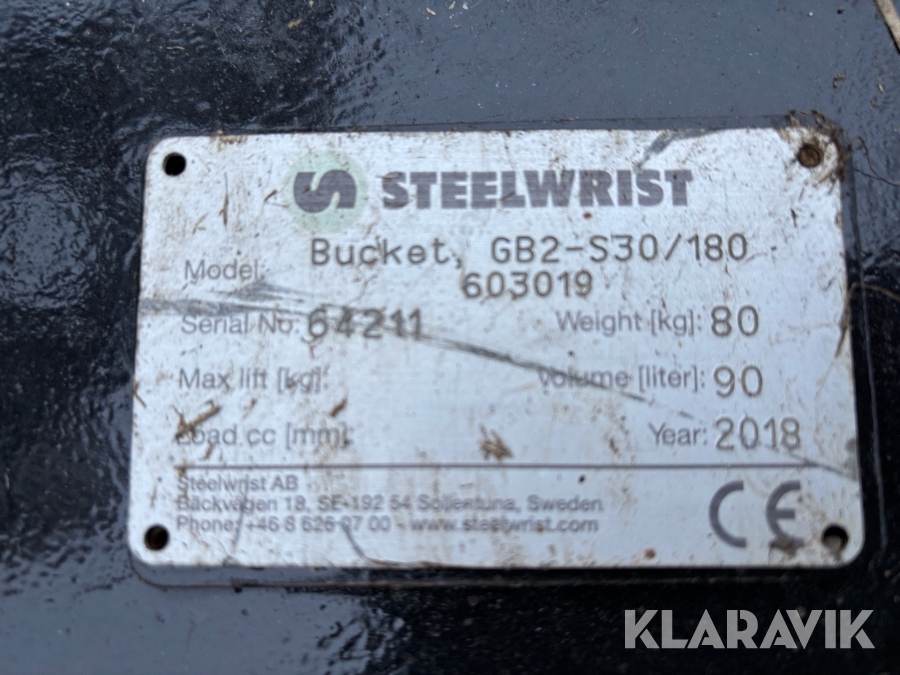 STEELWRIST
Model: Bucket, GB2-S30/180
603019
Serial No: 64211 Weight [kg]: 80
Max lift [kg]: Volume [liter]: 90
Load cc [mm]: Year: 2018
Steelwrist AB
Bäckvägen 18, SE-192 54 Sollentuna, Sweden
Phone: +46 8 626 07 00 - www.steelwrist.com
CE
KLARAVIK